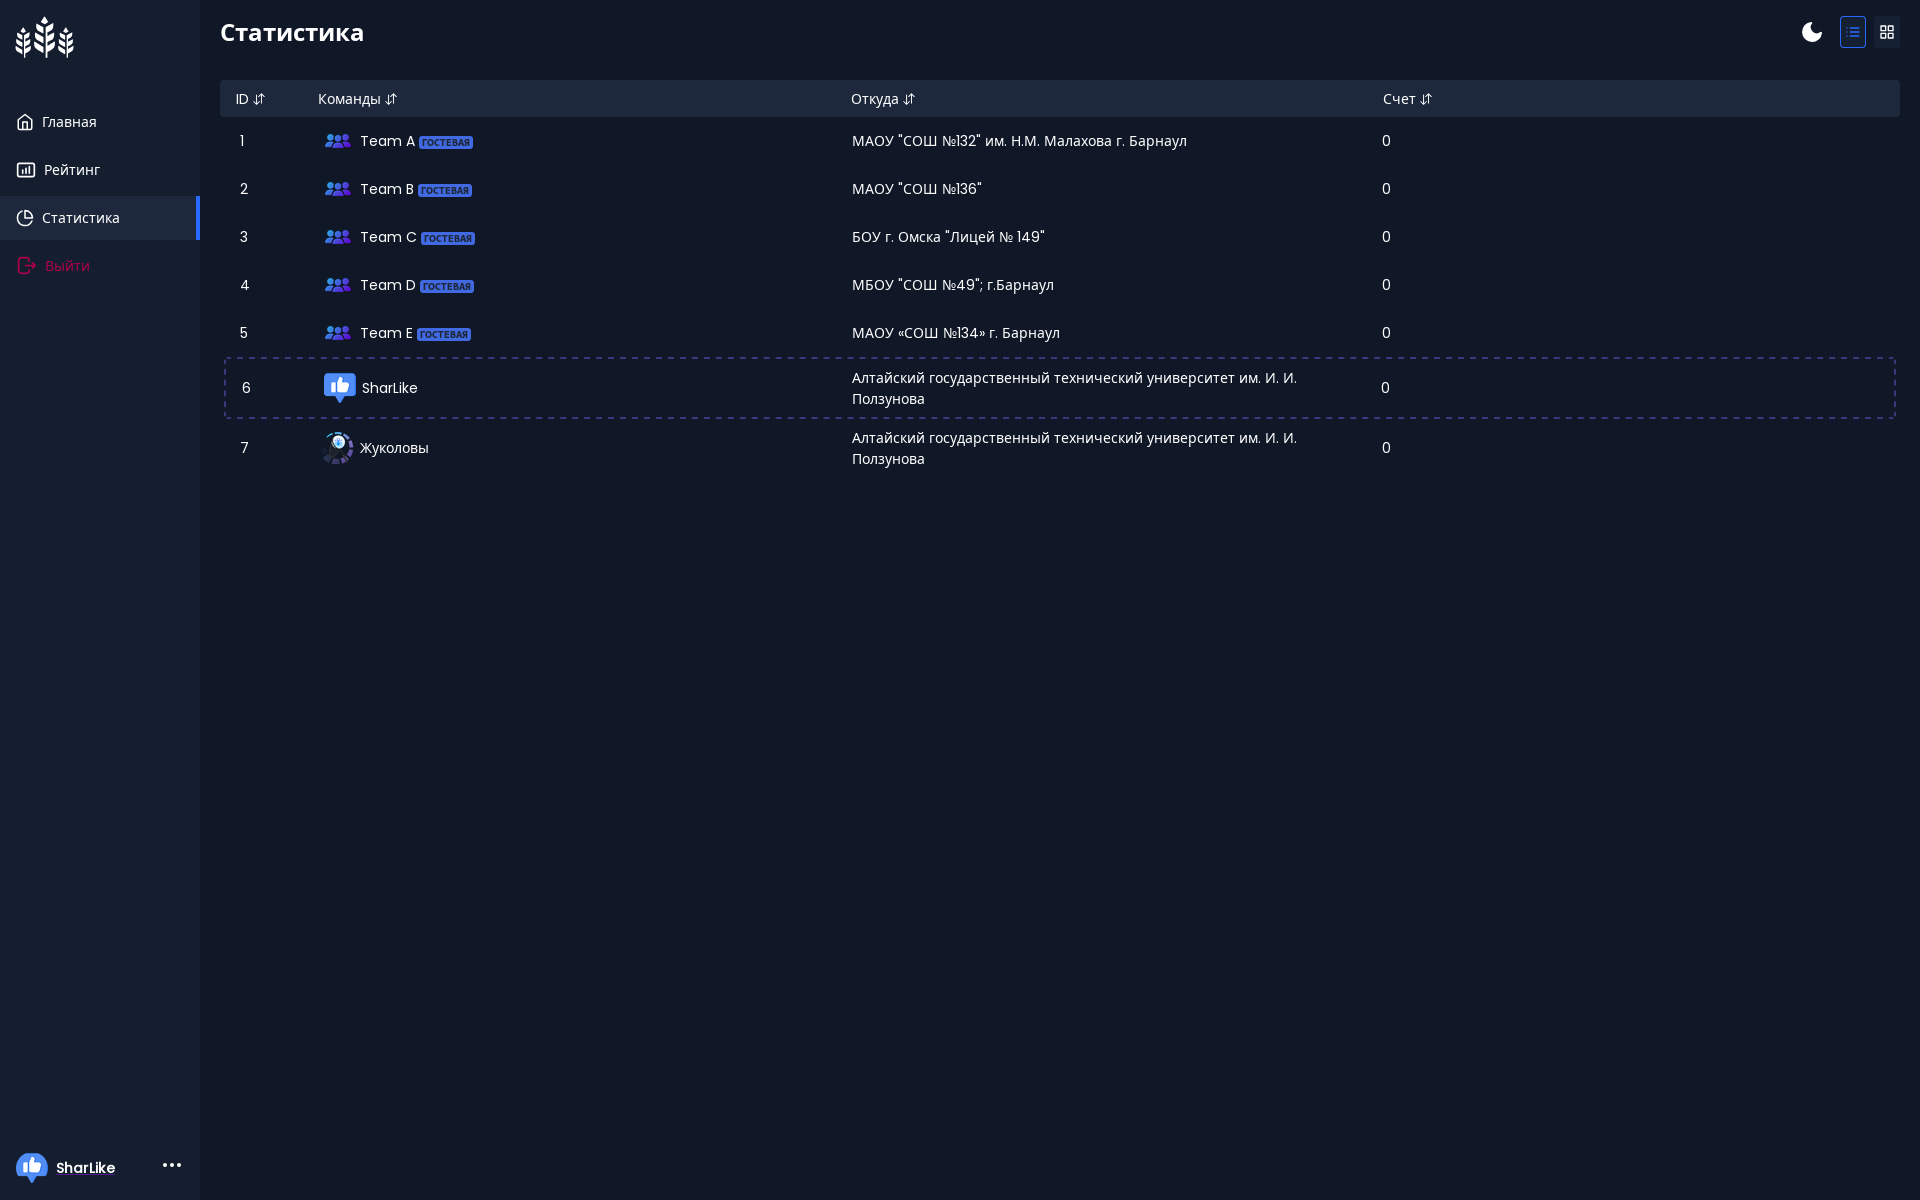 Статистика
Главная
Рейтинг
Статистика
Выйти
ID Команды Откуда Счет
1 Team A ГОСТЕВАЯ МАОУ "СОШ №132" им. Н.М. Малахова г. Барнаул 0
2 Team B ГОСТЕВАЯ МАОУ "СОШ №136" 0
3 Team C ГОСТЕВАЯ БОУ г. Омска "Лицей № 149" 0
4 Team D ГОСТЕВАЯ МБОУ "СОШ №49"; г.Барнаул 0
5 Team E ГОСТЕВАЯ МАОУ «СОШ №134» г. Барнаул 0
6 SharLike Алтайский государственный технический университет им. И. И. 0
Ползунова
7 Жуколовы Алтайский государственный технический университет им. И. И. 0
Ползунова
SharLike